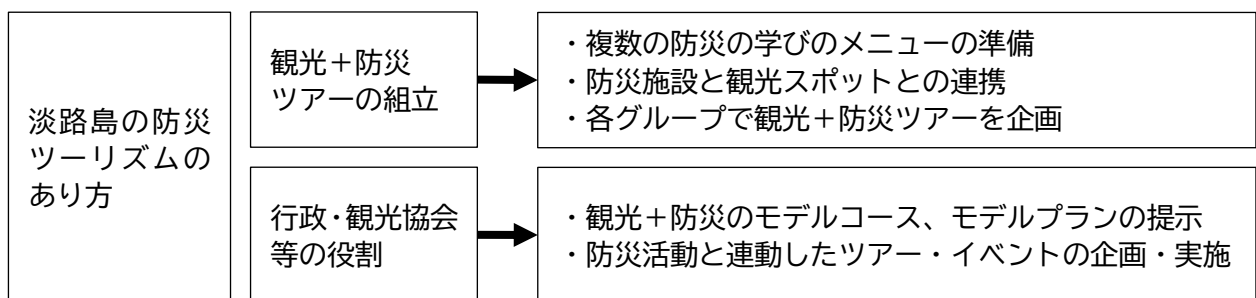 淡路島の防災
ツーリズムの
あり方
観光+防災
ツアーの組立
・複数の防災の学びのメニューの準備
・防災施設と観光スポットとの連携
・各グループで観光+防災ツアーを企画
行政・観光協会
等の役割
・観光+防災のモデルコース、モデルプランの提示
・防災活動と連動したツアー・イベントの企画・実施